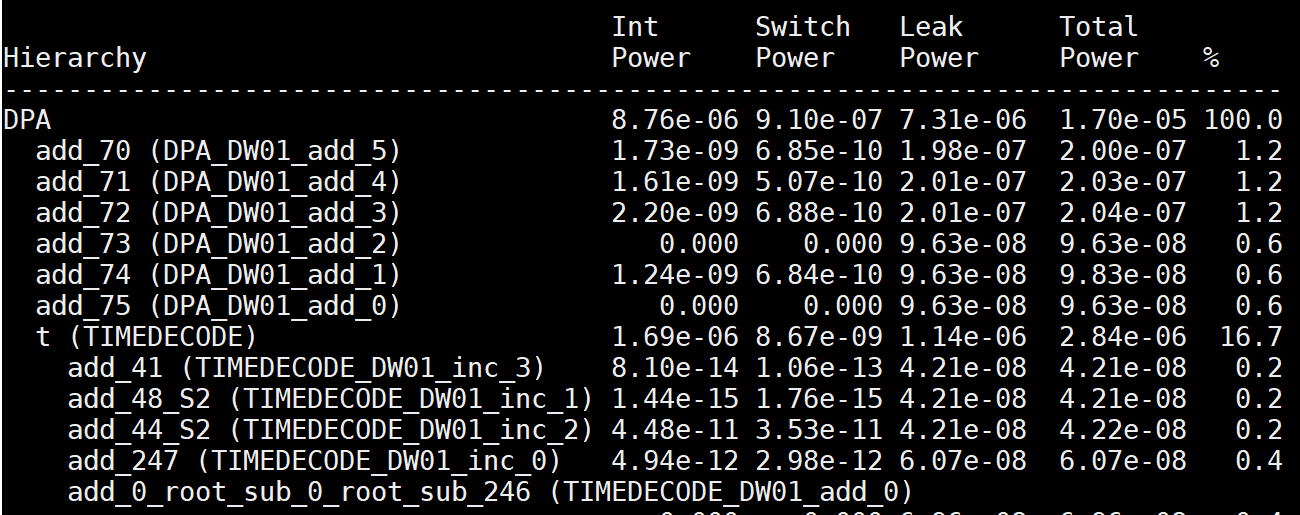 Int Switch Leak Total
Hierarchy Power Power Power Power %
--------------------------------------------------------------------------------
DPA 8.76e-06 9.10e-07 7.31e-06 1.70e-05 100.0
add_70 (DPA_DW01_add_5) 1.73e-09 6.85e-10 1.98e-07 2.00e-07 1.2
add_71 (DPA_DW01_add_4) 1.61e-09 5.07e-10 2.01e-07 2.03e-07 1.2
add_72 (DPA_DW01_add_3) 2.20e-09 6.88e-10 2.01e-07 2.04e-07 1.2
add_73 (DPA_DW01_add_2) 0.000 0.000 9.63e-08 9.63e-08 0.6
add_74 (DPA_DW01_add_1) 1.24e-09 6.84e-10 9.63e-08 9.83e-08 0.6
add_75 (DPA_DW01_add_0) 0.000 0.000 9.63e-08 9.63e-08 0.6
t (TIMEDECODE) 1.69e-06 8.67e-09 1.14e-06 2.84e-06 16.7
add_41 (TIMEDECODE_DW01_inc_3) 8.10e-14 1.06e-13 4.21e-08 4.21e-08 0.2
add_48_S2 (TIMEDECODE_DW01_inc_1) 1.44e-15 1.76e-15 4.21e-08 4.21e-08 0.2
add_44_S2 (TIMEDECODE_DW01_inc_2) 4.48e-11 3.53e-11 4.21e-08 4.22e-08 0.2
add_247 (TIMEDECODE_DW01_inc_0) 4.94e-12 2.98e-12 6.07e-08 6.07e-08 0.4
add_0_root_sub_0_root_sub_246 (TIMEDECODE_DW01_add_0)